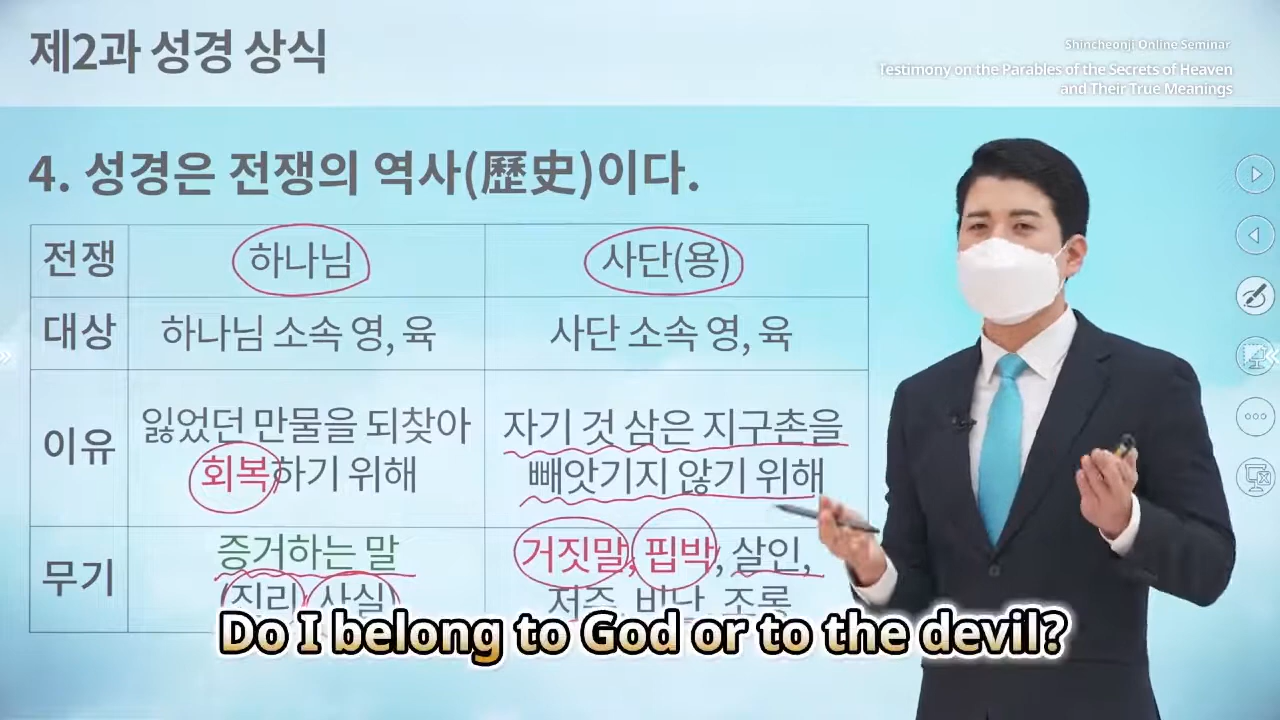 제2과 성경 상식
Shincheonji Online Seminar
Testimony on the Parables of the Secrets of Heaven
and Their True Meanings
4. 성경은 전쟁의 역사(歷史)이다.
전쟁 하나님 사단(용)
대상 하나님 소속 영, 육 사단 소속 영, 육
이유 잃었던 만물을 되찾아 회복하기 위해 자기 것 삼은 지구촌을 빼앗기지 않기 위해
무기 증거하는 말 (진리, 사실) 거짓말, 핍박, 살인, 저주, 비난, 조롱
Do I belong to God or to the devil?